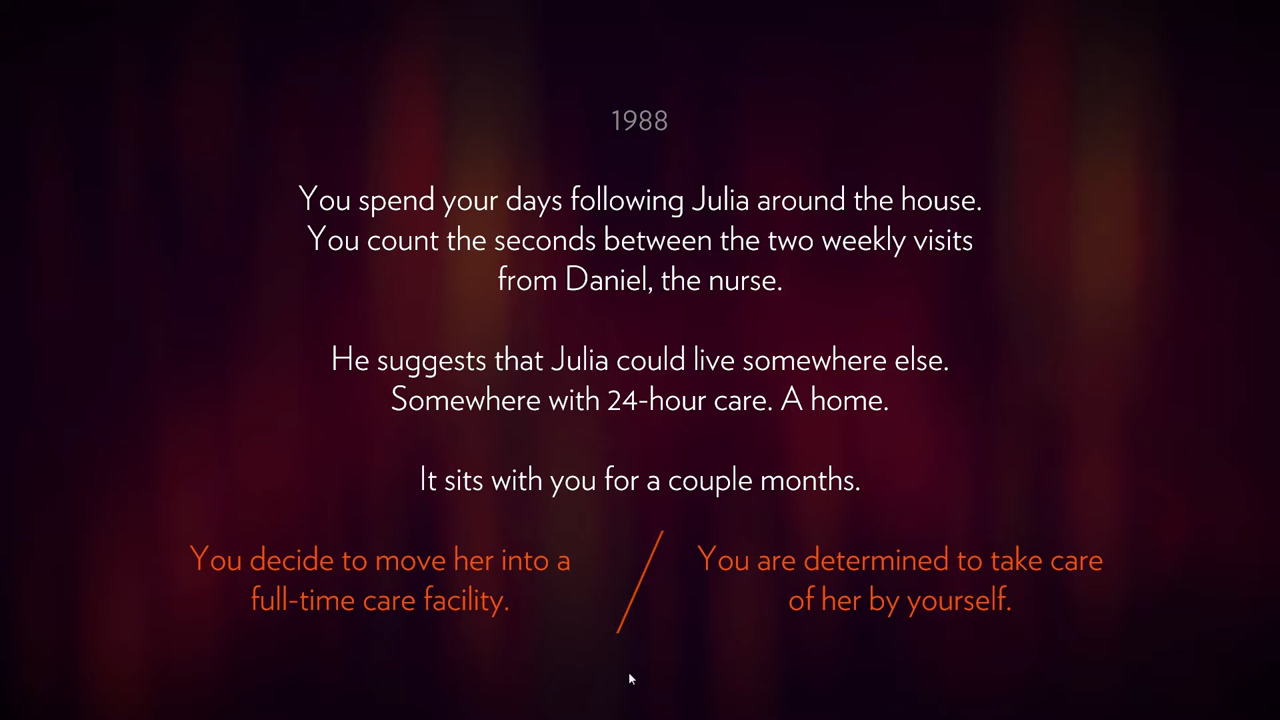 1988
You spend your days following Julia around the house.
You count the seconds between the two weekly visits
from Daniel, the nurse.
He suggests that Julia could live somewhere else.
Somewhere with 24-hour care. A home.
It sits with you for a couple months.
You decide to move her into a
full-time care facility.
You are determined to take care
of her by yourself.